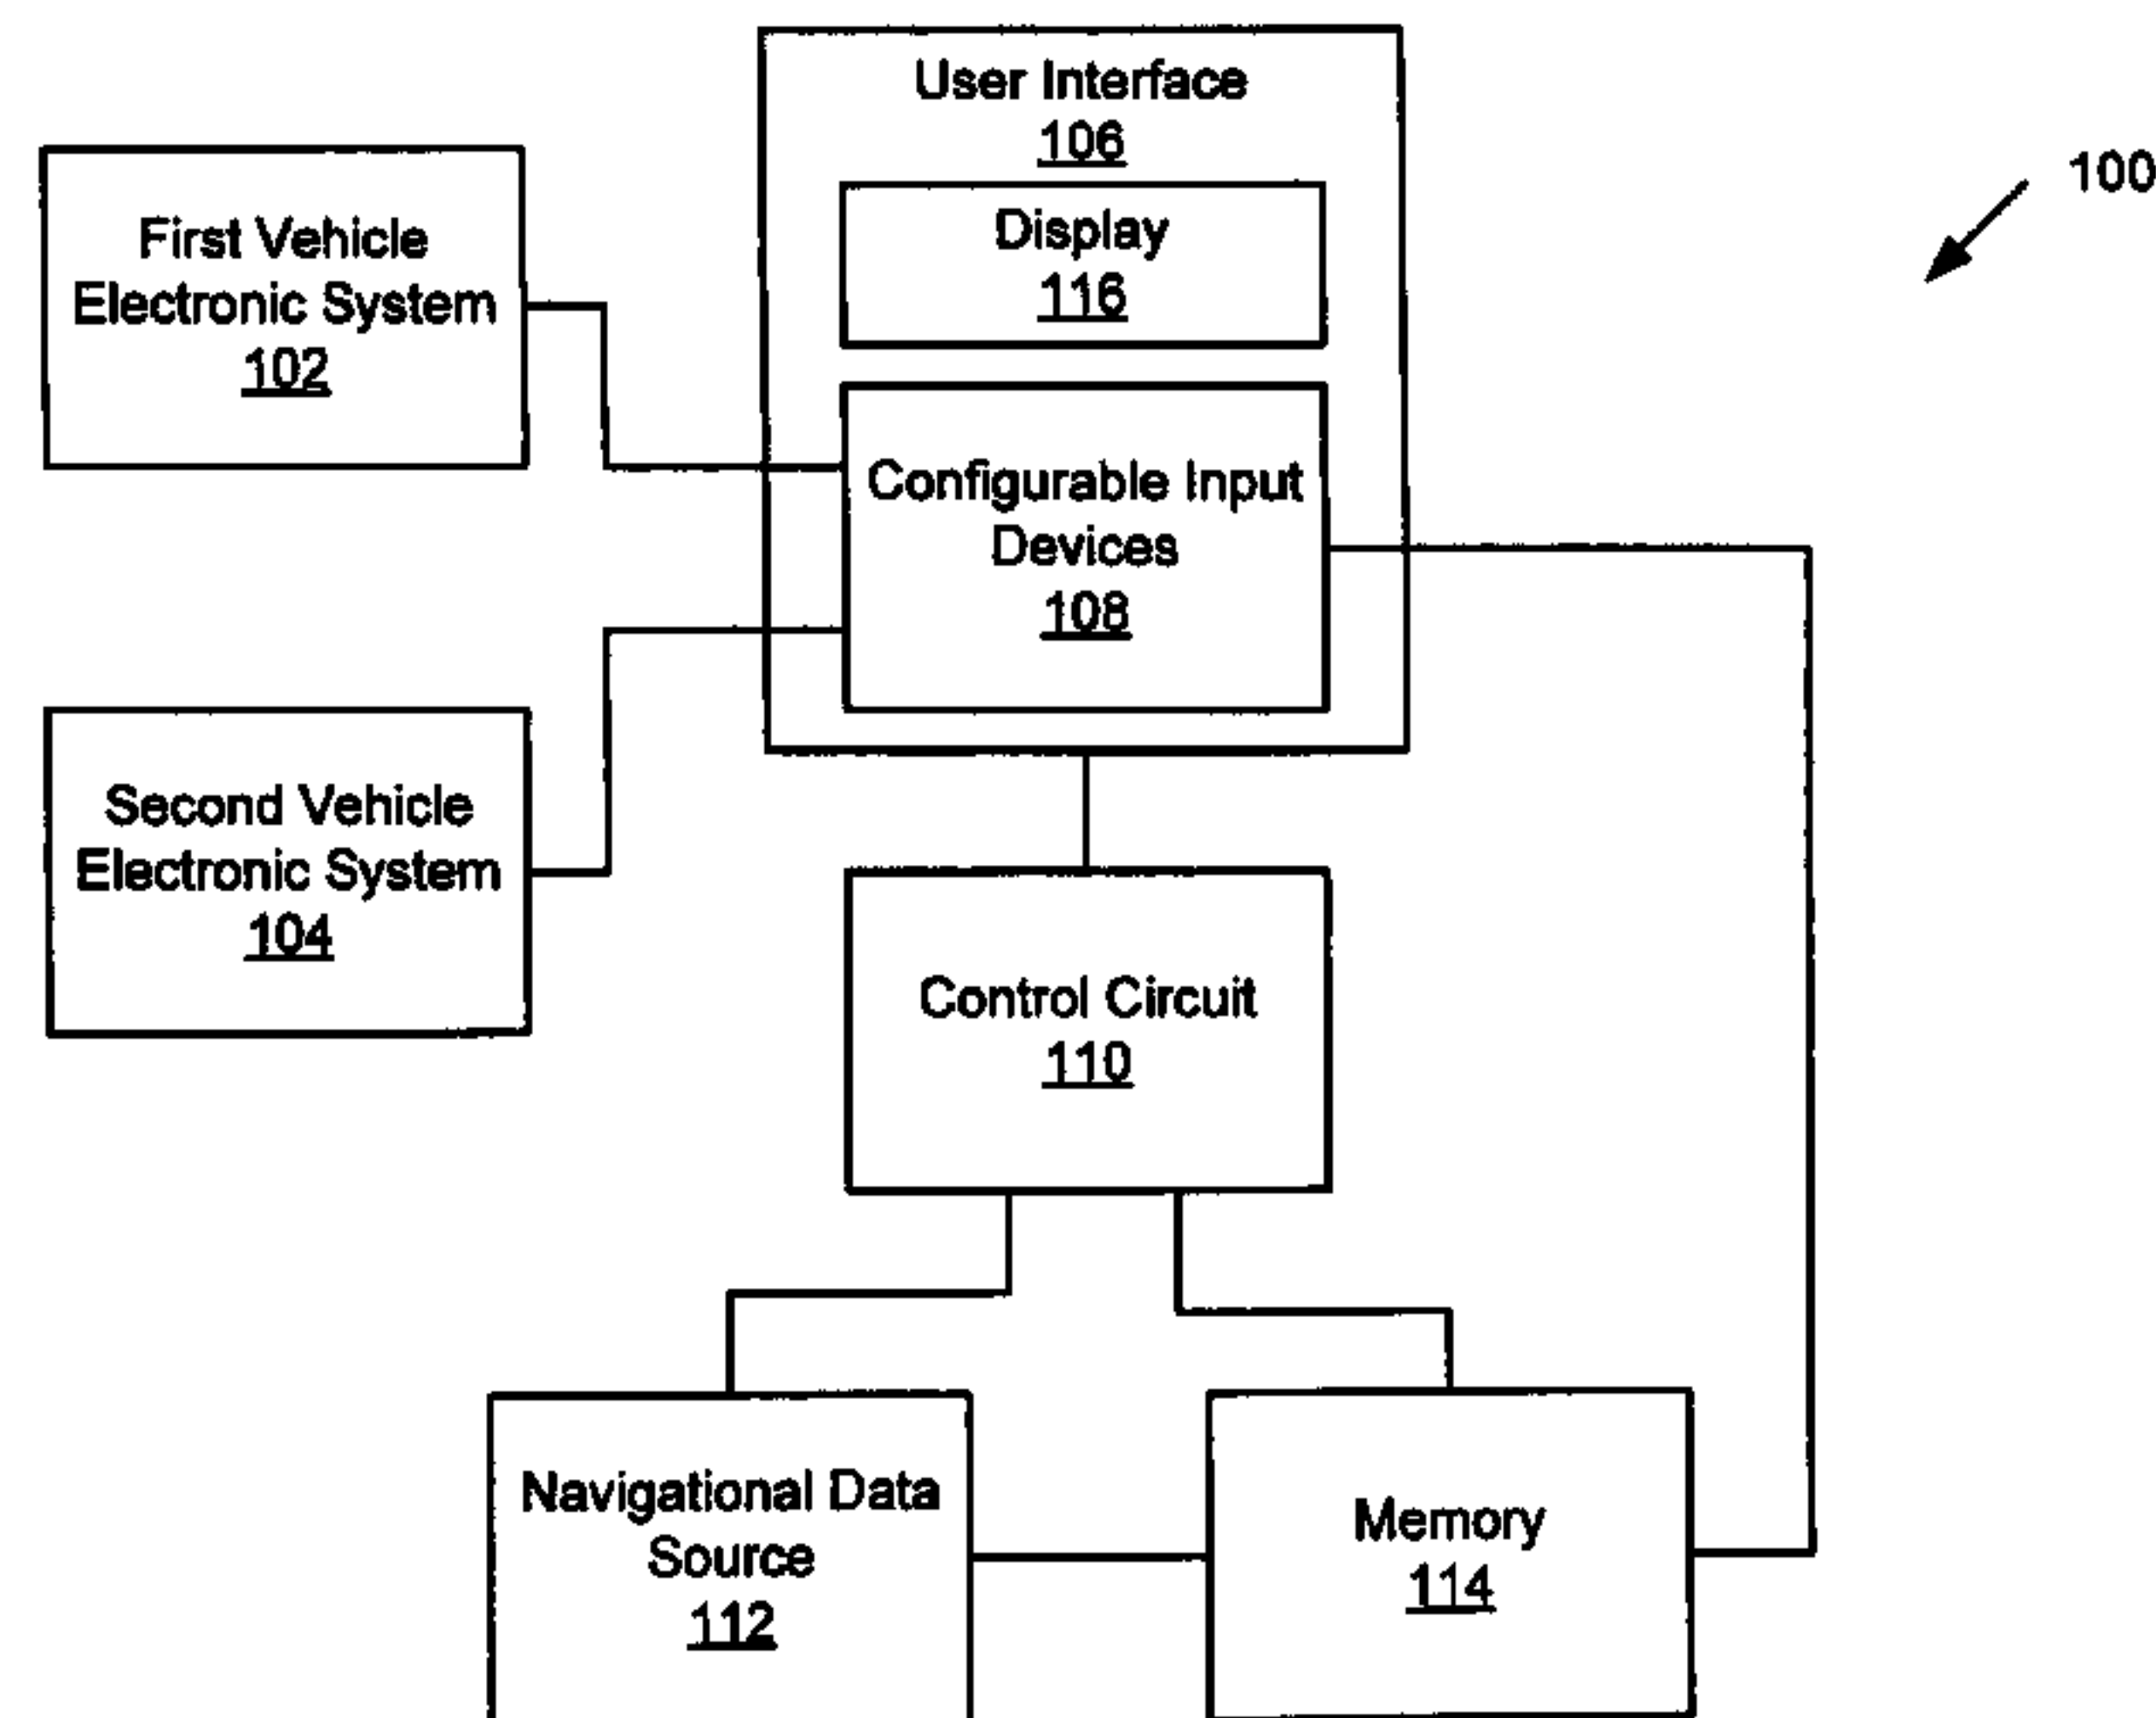 User Interface
106
100
First Vehicle
Electronic System
102
Display
116
Configurable Input
Devices
108
Second Vehicle
Electronic System
104
Control Circuit
110
Navigational Data
Source
112
Memory
114